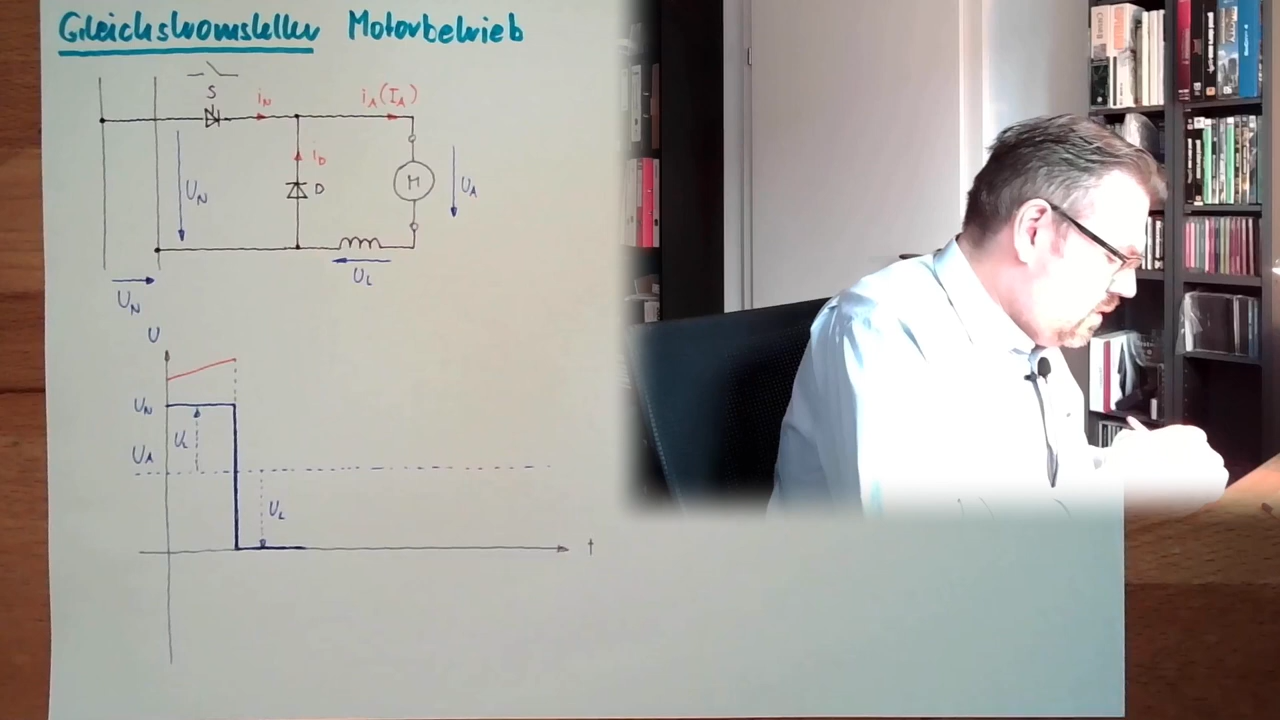 Gleichstromsteller Motorbetrieb
S
i_N
i_A (I_A)
i_D
U_N
D
M
U_A
U_L
U_N
U
U_N
U_L
U_A
U_L
t